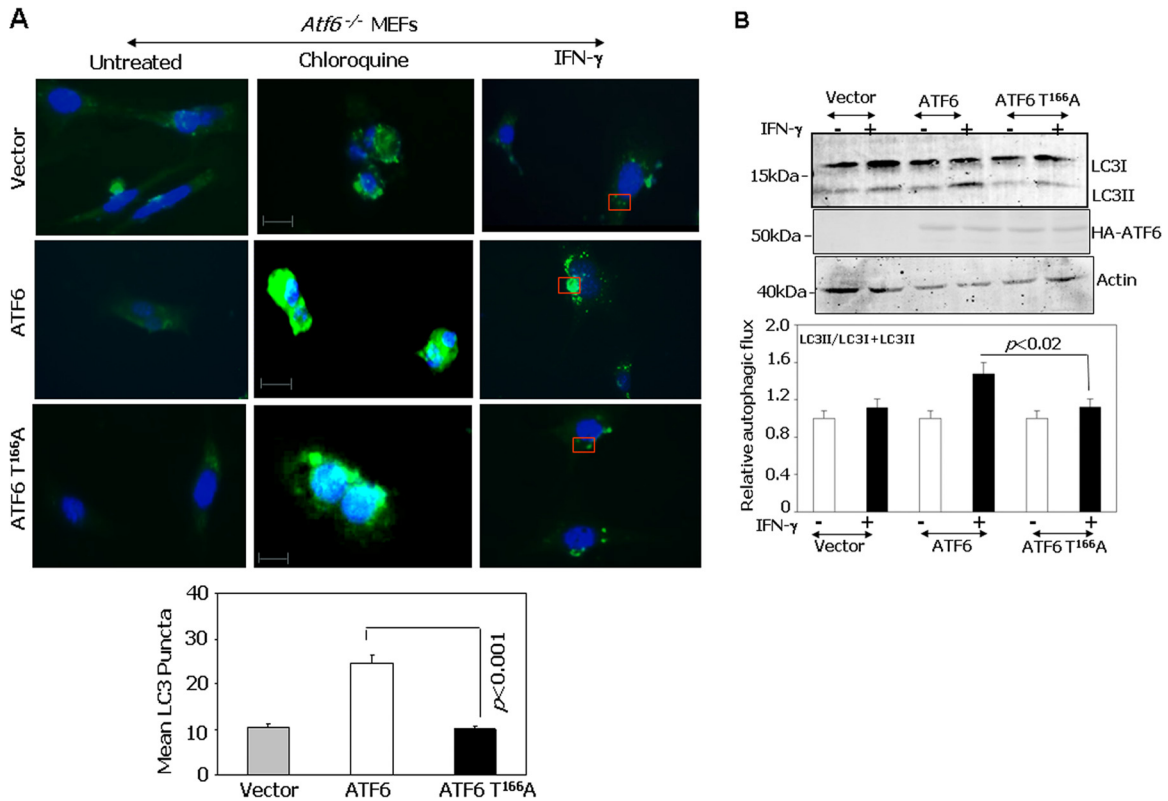 A
Atf6 -/- MEFs
Untreated Chloroquine IFN-γ
Vector
ATF6
ATF6 T¹⁶⁶A
Mean LC3 Puncta
40
30
20
10
0
p<0.001
Vector ATF6 ATF6 T¹⁶⁶A
B
Vector ATF6 ATF6 T¹⁶⁶A
IFN-γ - + - + - +
15kDa
LC3I
LC3II
50kDa
HA-ATF6
40kDa
Actin
Relative autophagic flux
2.0
1.6
1.2
0.8
0.4
0
LC3II/LC3I+LC3II
p<0.02
IFN-γ - + - + - +
Vector ATF6 ATF6 T¹⁶⁶A